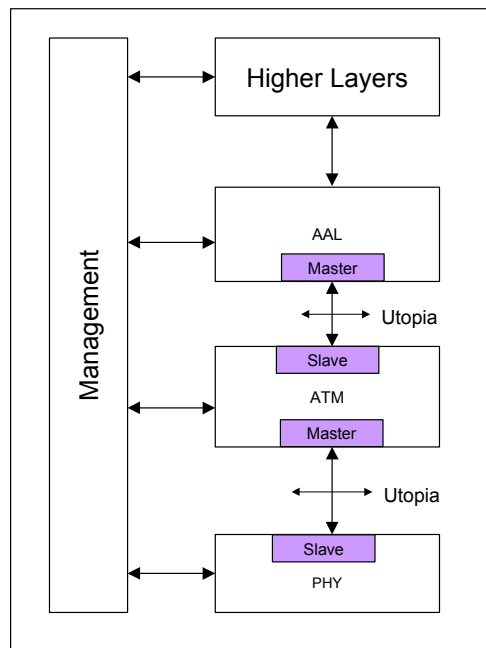 Higher Layers
Management
AAL
Master
Utopia
Slave
ATM
Master
Utopia
Slave
PHY